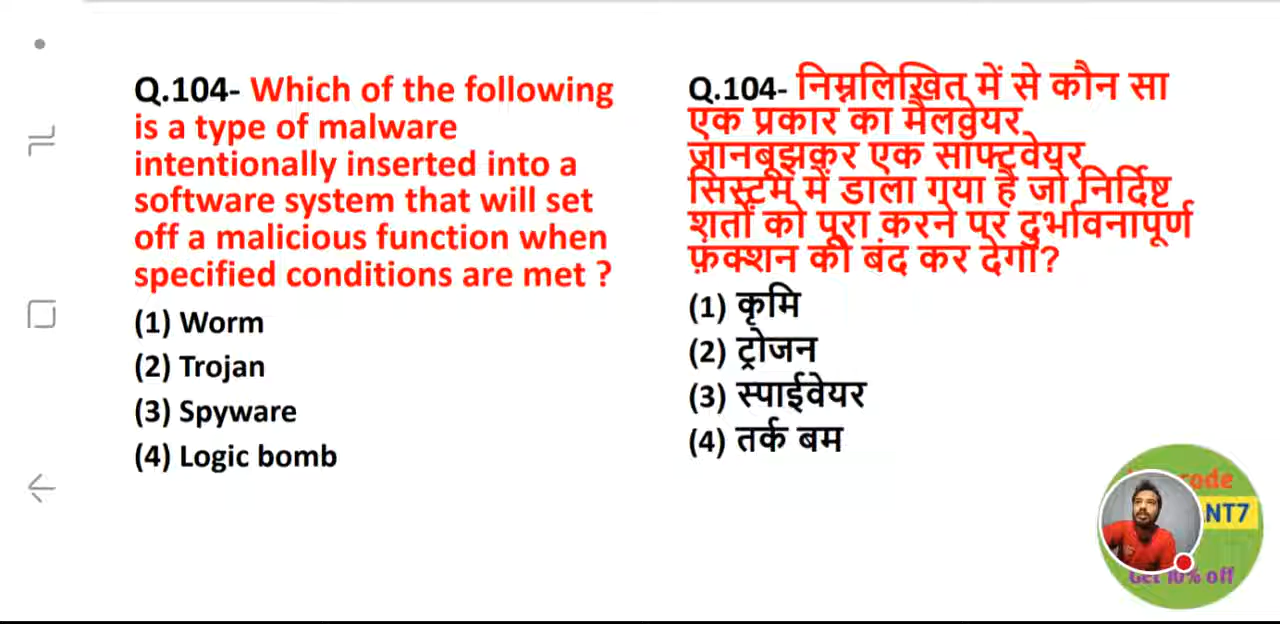 Q.104- Which of the following
is a type of malware
intentionally inserted into a
software system that will set
off a malicious function when
specified conditions are met ?
(1) Worm
(2) Trojan
(3) Spyware
(4) Logic bomb
Q.104- निम्नलिखित में से कौन सा
एक प्रकार का मैलवेयर
जानबूझकर एक सॉफ्टवेयर
सिस्टम में डाला गया है जो निर्दिष्ट
शर्तों को पूरा करने पर दुर्भावनापूर्ण
फ़ंक्शन को बंद कर देगा?
(1) कृमि
(2) ट्रोजन
(3) स्पाईवेयर
(4) तर्क बम
NT7
Get 10% off